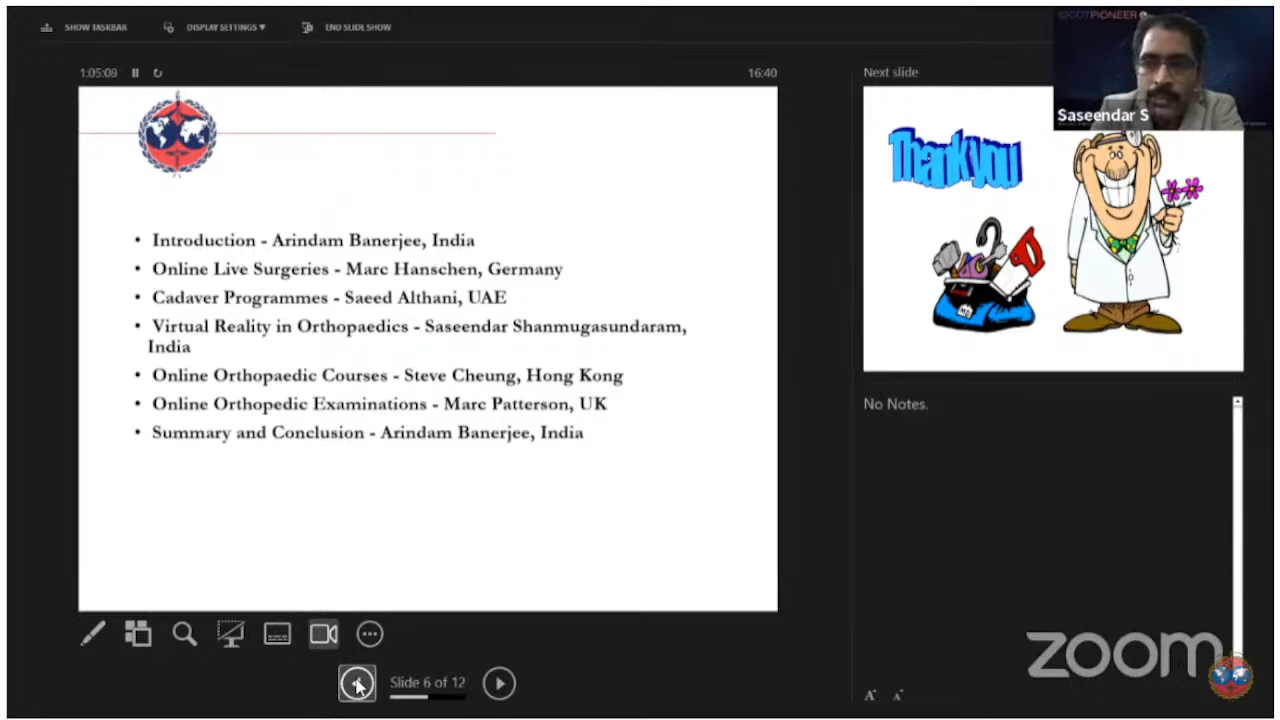 SHOW TASKBAR
DISPLAY SETTINGS ▼
END SLIDE SHOW
1:05:09
16:40
Next slide
PIONEER
Saseendar S
Thank you
• Introduction - Arindam Banerjee, India
• Online Live Surgeries - Marc Hanschen, Germany
• Cadaver Programmes - Saeed Althani, UAE
• Virtual Reality in Orthopaedics - Saseendar Shanmugasundaram,
India
• Online Orthopaedic Courses - Steve Cheung, Hong Kong
• Online Orthopedic Examinations - Marc Patterson, UK
• Summary and Conclusion - Arindam Banerjee, India
No Notes.
Slide 6 of 12
zoom
A A